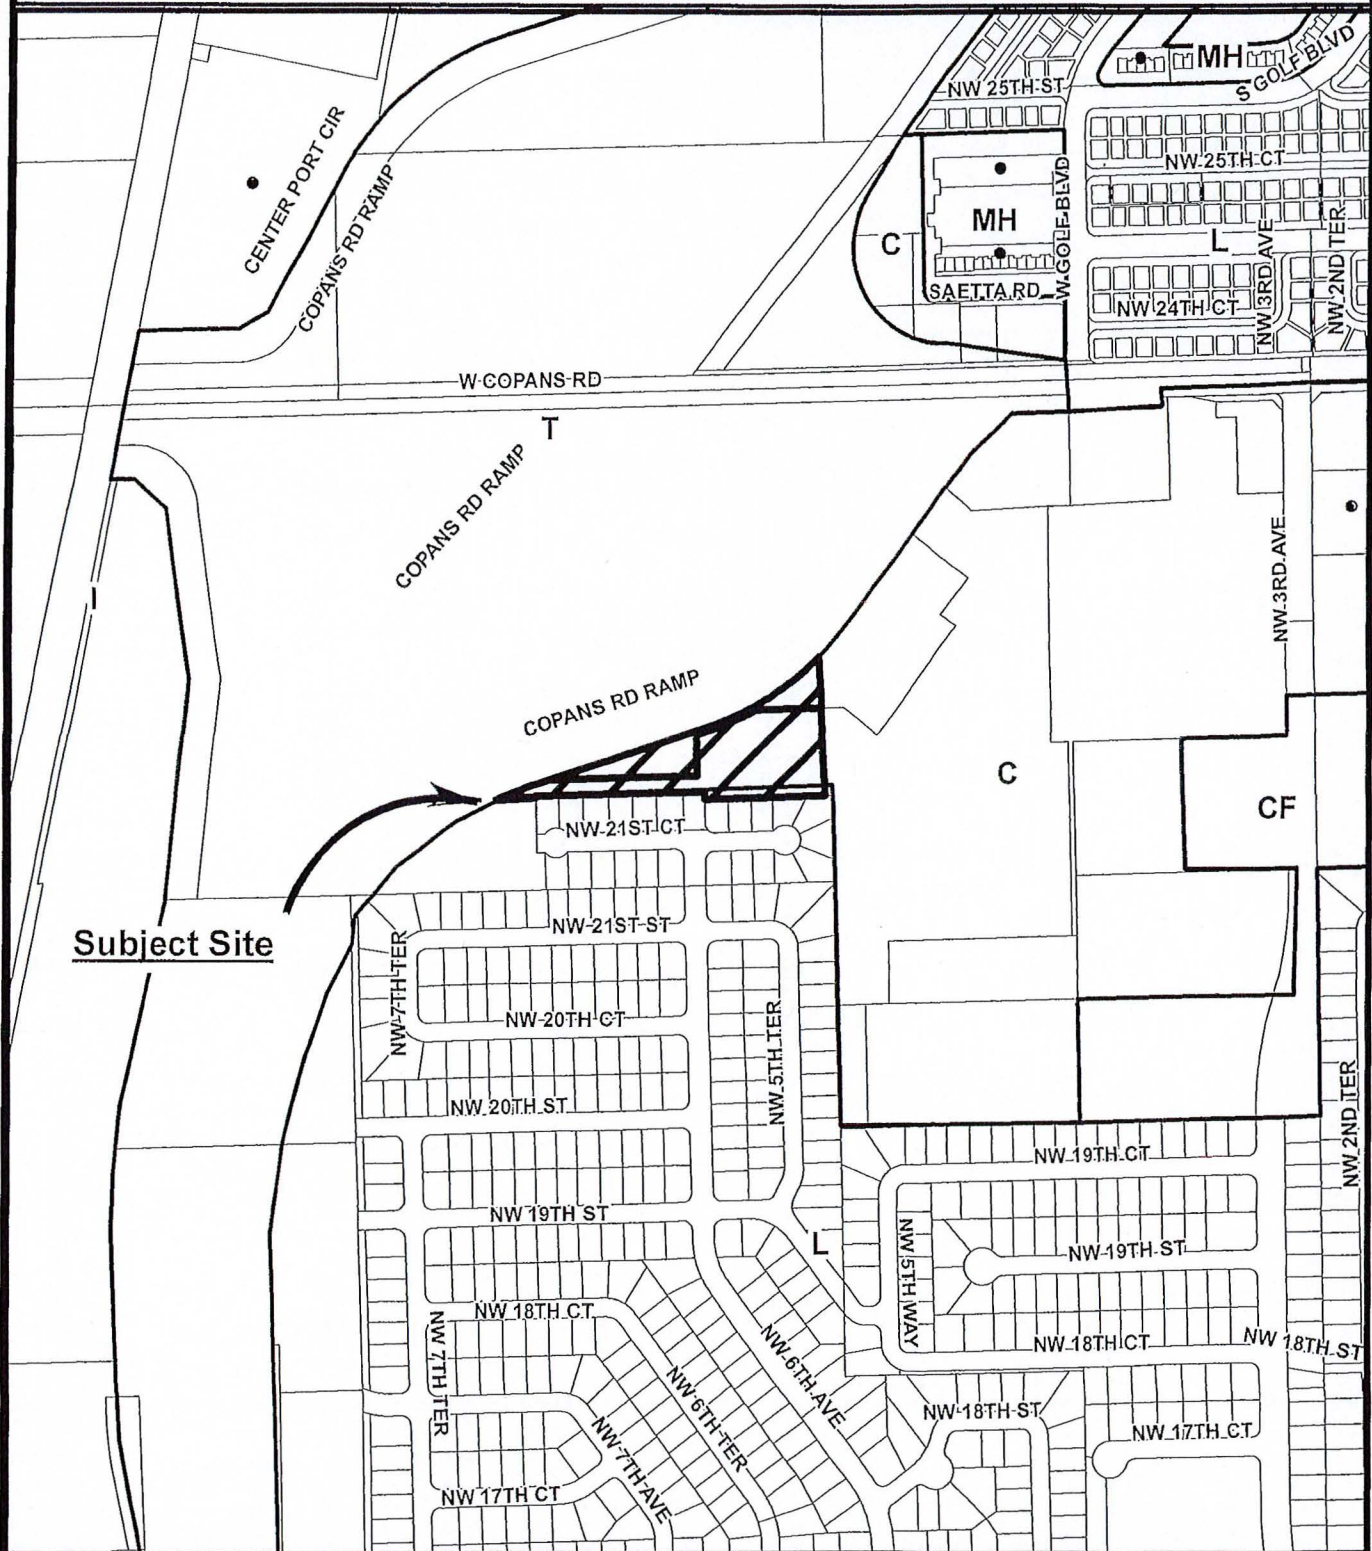 MH
S GOLF BLVD
NW 25TH ST
CENTER PORT CIR
COPANS RD RAMP
NW 25TH CT
W GOLF BLVD
MH
C
L
NW 3RD AVE
NW 2ND TER
SAETTA RD
NW 24TH CT
W COPANS RD
T
COPANS RD RAMP
NW 3RD AVE
I
COPANS RD RAMP
C
CF
NW 21ST CT
Subject Site
NW 21ST ST
NW 7TH TER
NW 20TH CT
NW 5TH TER
NW 20TH ST
NW 2ND TER
NW 19TH CT
NW 19TH ST
L
NW 5TH WAY
NW 19TH ST
NW 18TH CT
NW 7TH TER
NW 6TH AVE
NW 18TH CT
NW 18TH ST
NW 6TH TER
NW 18TH ST
NW 7TH AVE
NW 17TH CT
NW 17TH CT